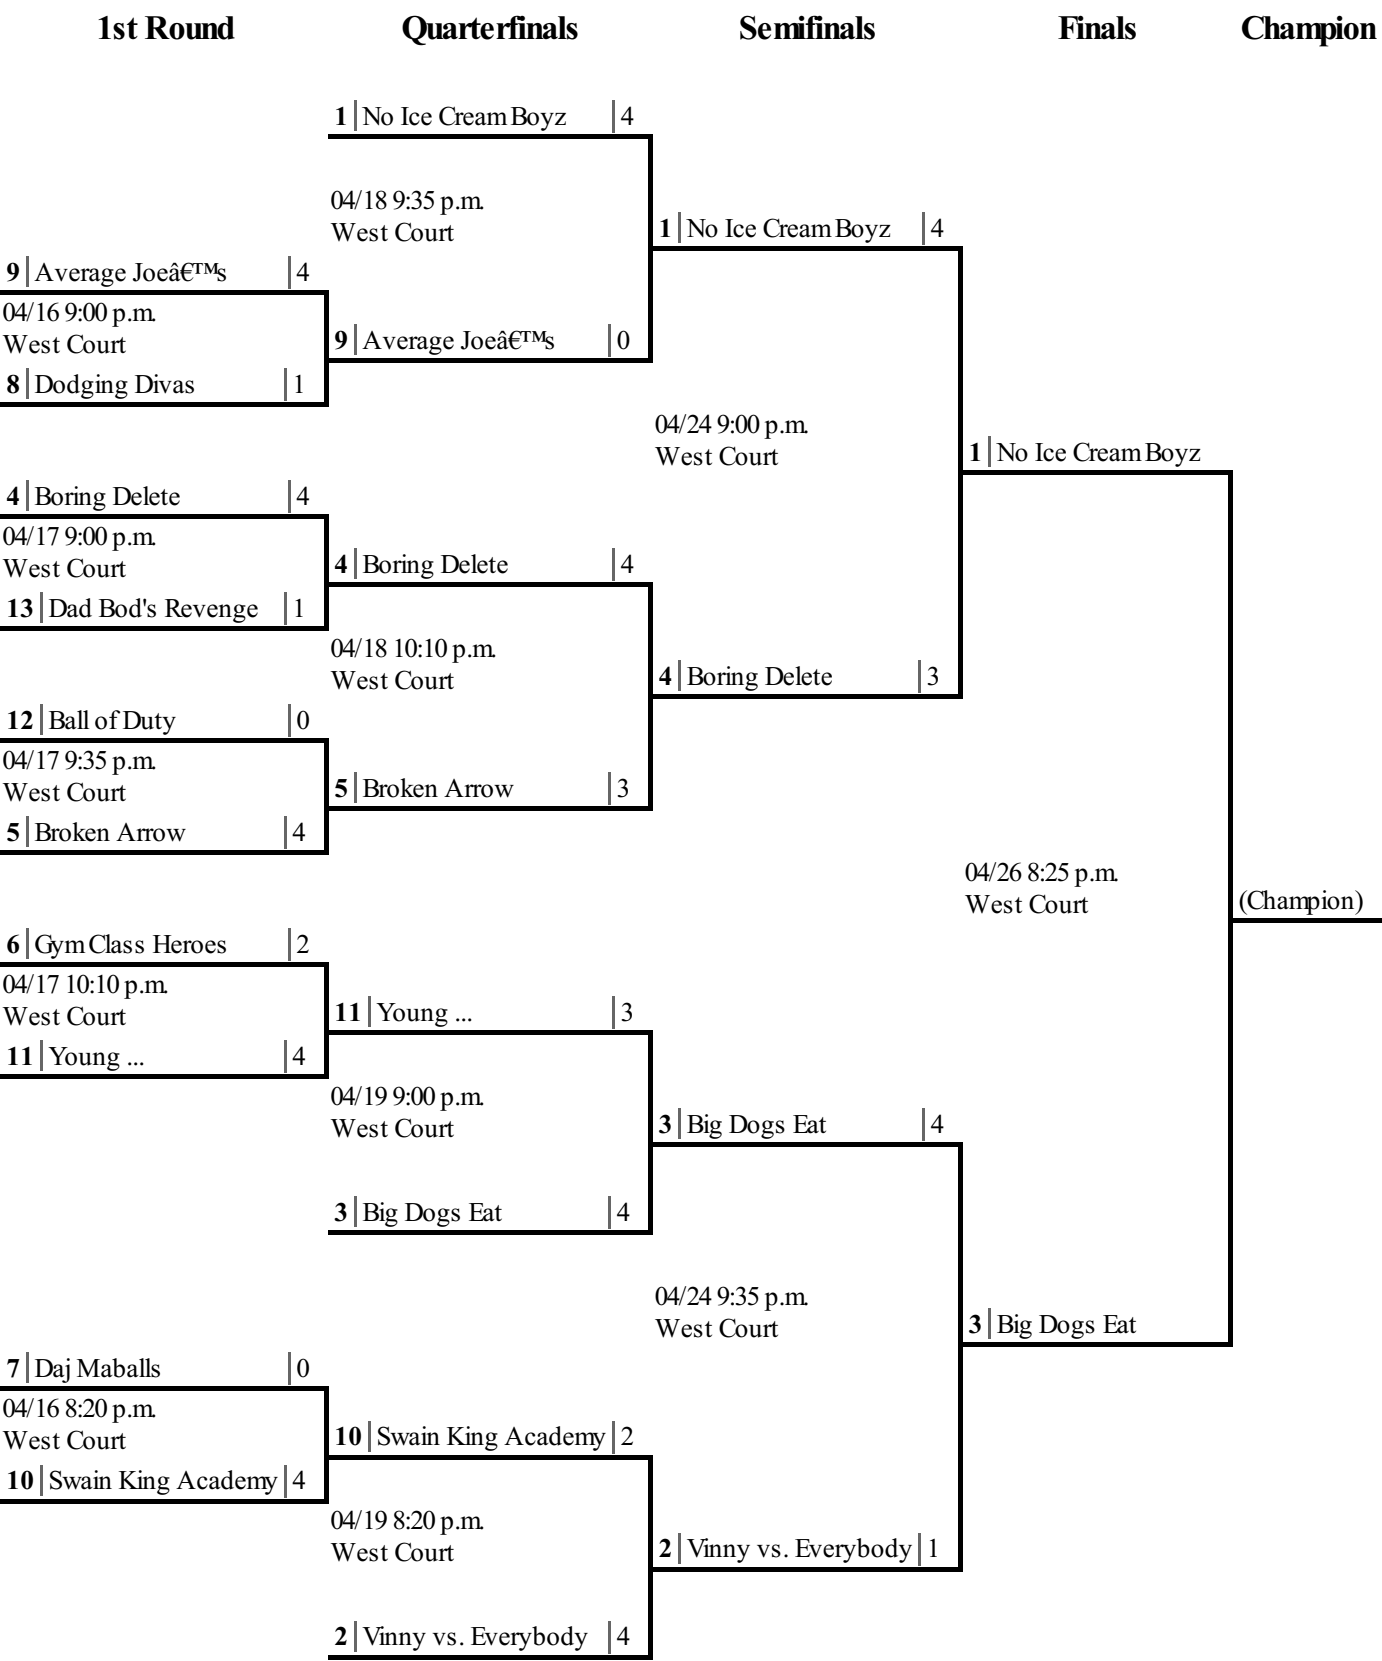 1st Round Quarterfinals Semifinals Finals Champion
1 No Ice Cream Boyz 4
04/18 9:35 p.m.
West Court
1 No Ice Cream Boyz 4
9 Average Joeâ€™s 4
04/16 9:00 p.m.
West Court
9 Average Joeâ€™s 0
8 Dodging Divas 1
04/24 9:00 p.m.
West Court
1 No Ice Cream Boyz
4 Boring Delete 4
04/17 9:00 p.m.
West Court
4 Boring Delete 4
13 Dad Bod's Revenge 1
04/18 10:10 p.m.
West Court
4 Boring Delete 3
12 Ball of Duty 0
04/17 9:35 p.m.
West Court
5 Broken Arrow 3
5 Broken Arrow 4
04/26 8:25 p.m.
West Court
(Champion)
6 Gym Class Heroes 2
04/17 10:10 p.m.
West Court
11 Young ... 3
11 Young ... 4
04/19 9:00 p.m.
West Court
3 Big Dogs Eat 4
3 Big Dogs Eat 4
04/24 9:35 p.m.
West Court
3 Big Dogs Eat
7 Daj Maballs 0
04/16 8:20 p.m.
West Court
10 Swain King Academy 2
10 Swain King Academy 4
04/19 8:20 p.m.
West Court
2 Vinny vs. Everybody 1
2 Vinny vs. Everybody 4